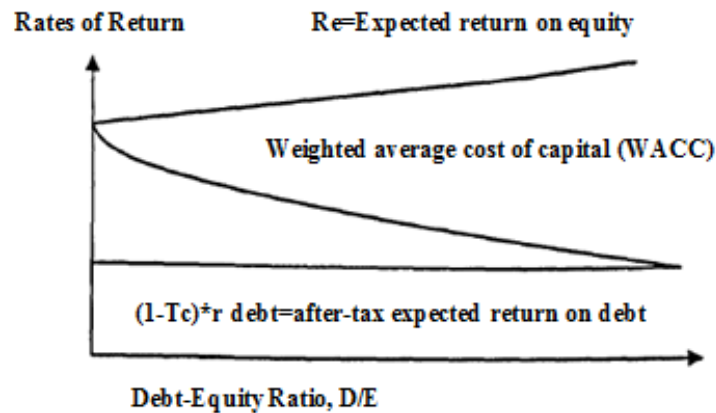 Rates of Return
Re=Expected return on equity
Weighted average cost of capital (WACC)
(1-Tc)*r debt=after-tax expected return on debt
Debt-Equity Ratio, D/E